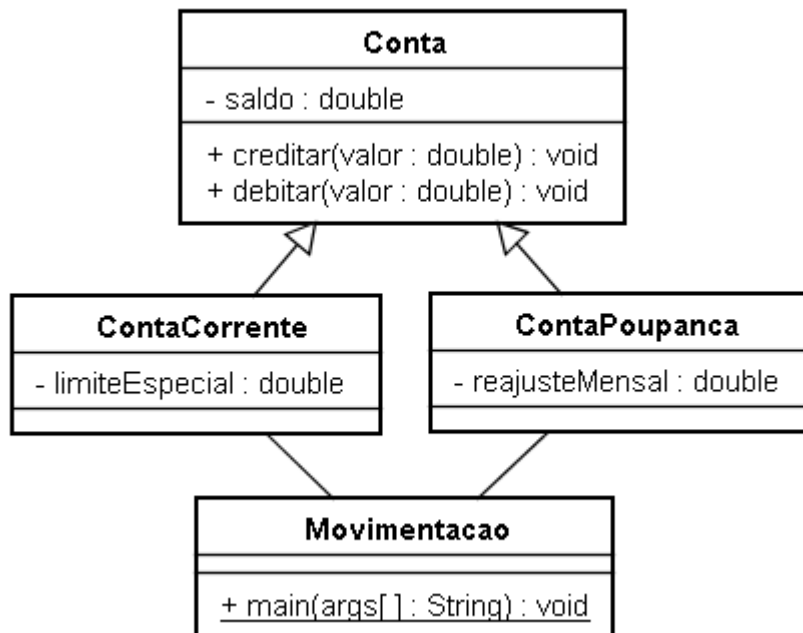 Conta
- saldo : double
+ creditar(valor : double) : void
+ debitar(valor : double) : void
ContaCorrente
- limiteEspecial : double
ContaPoupanca
- reajusteMensal : double
Movimentacao
+ main(args[ ] : String) : void